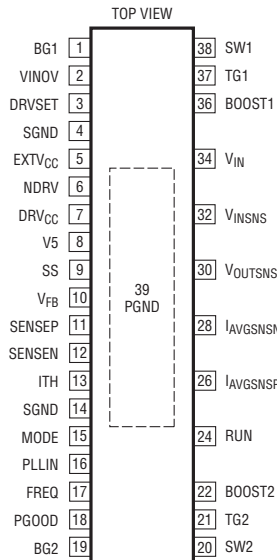 TOP VIEW
BG1 1
VINOV 2
DRVSET 3
SGND 4
EXTVCC 5
NDRV 6
DRVCC 7
V5 8
SS 9
VFB 10
SENSEP 11
SENSEN 12
ITH 13
SGND 14
MODE 15
PLLIN 16
FREQ 17
PGOOD 18
BG2 19
39
PGND
38 SW1
37 TG1
36 BOOST1
34 VIN
32 VINSNS
30 VOUTSNS
28 IAVGSNSN
26 IAVGSNSP
24 RUN
22 BOOST2
21 TG2
20 SW2